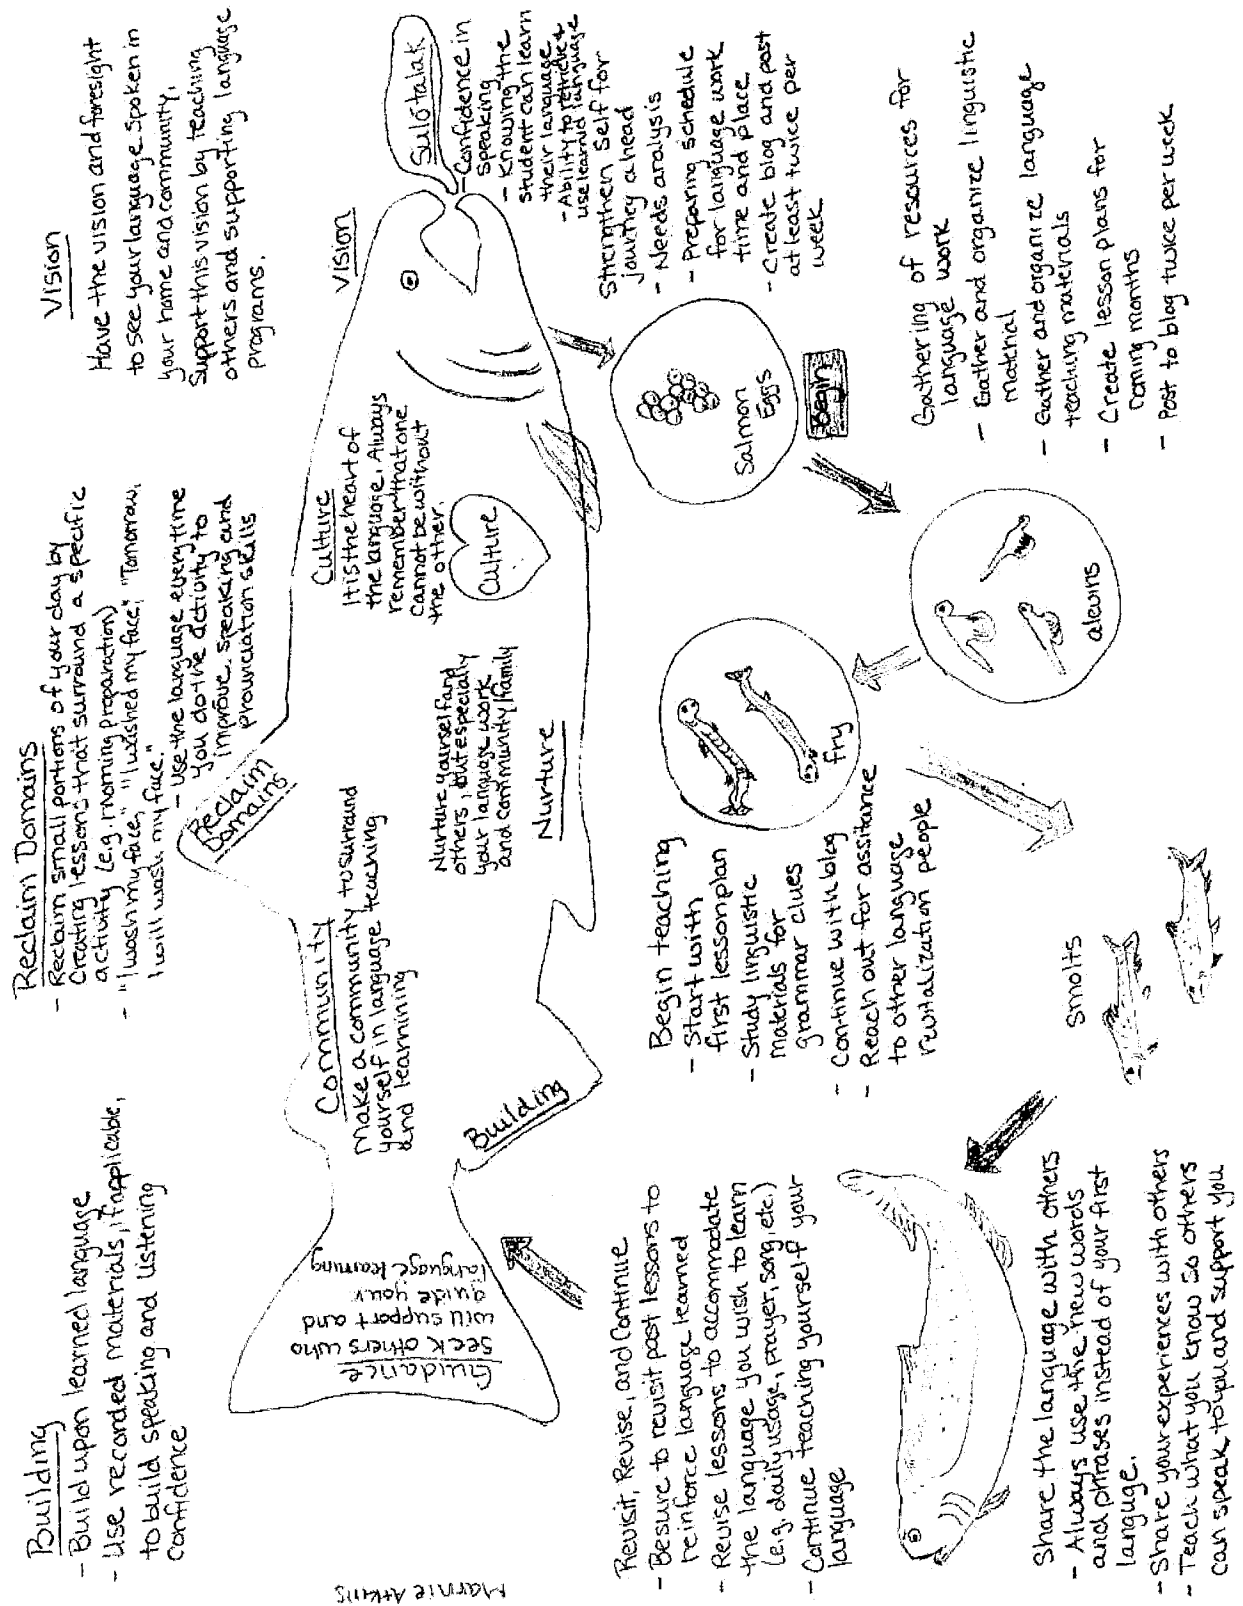 Building
- Build upon learned language
- Use recorded materials, if applicable,
to build speaking and listening
confidence
Reclaim Domains
- Reclaim small portions of your day by
creating lessons that surround a specific
activity (e.g. morning preparation)
- "I wash my face," "I washed my face," "Tomorrow,
I will wash my face."
- Use the language everytime
you do the activity to
improve speaking and
pronunciation skills
Vision
Have the vision and foresight
to see your language spoken in
your home and community.
Support this vision by teaching
others and supporting language
programs.
Guidance
seek others who
will support and
guide your
language learning
Building
Community
Make a community to surround
yourself in language teaching
and learnining
Reclaim
Domains
Nurture yourself and
others, but especially
your language work
and community/family
Nurture
Culture
It is the heart of
the language. Always
remember that one
cannot be without
the other.
Culture
Vision
Sulótalak
- Confidence in
speaking
- Knowing the
student can learn
their language
- Ability to retrieve &
use learned language
Strengthen self for
journey ahead
- Needs analysis
- Preparing schedule
for language work
time and place
- Create blog and post
at least twice per
week
Salmon
Eggs
Begin
Gathering of resources for
language work
- Gather and organize linguistic
material
- Gather and organize language
teaching materials
- Create lesson plans for
coming months
- Post to blog twice per week
alevins
fry
Begin teaching
- Start with
first lesson plan
- Study linguistic
materials for
grammar clues
- Continue with blog
- Reach out for assitance
to other language
revitalization people
Smolts
Share the language with others
- Always use the new words
and phrases instead of your first
languge.
- Share your experiences with others
- Teach what you know so others
can speak to you and support you
Revisit, Revise, and Continue
- Be sure to revisit past lessons to
reinforce language learned
- Revise lessons to accommodate
the language you wish to learn
(e.g. daily usage, prayer, song, etc.)
- Continue teaching yourself your
language
Marnie Atkins